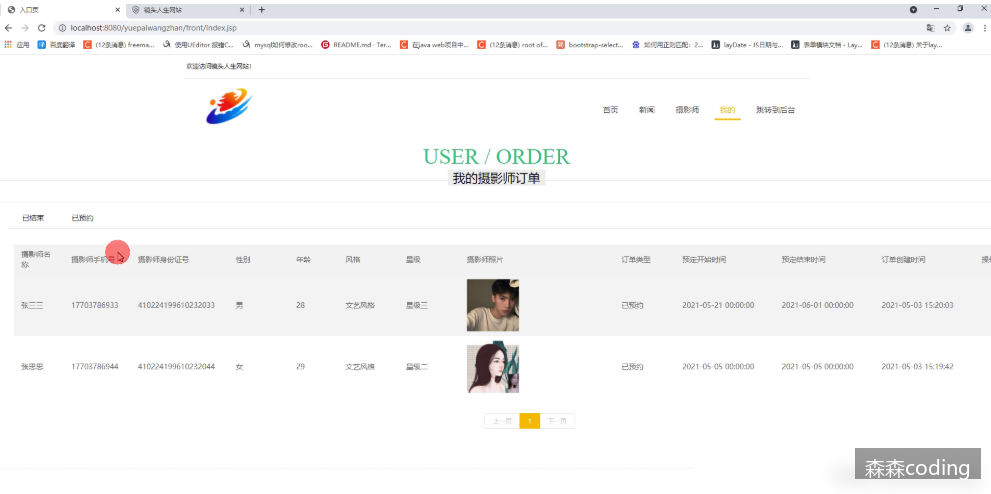 入口页
镜头人生网站
localhost:8080/yuepaiwangzhan/front/index.jsp
应用 百度翻译 (12条消息) freema... 使用UEditor 报错C... mysql如何修改roo... README.md · Ter... 在java web项目中... (12条消息) root of... bootstrap-select... 如何用正则匹配：2... layDate - JS日期与... 表单模块文档 - Lay... (12条消息) 关于lay...
欢迎访问镜头人生网站!
首页 新闻 摄影师 我的 跳转到后台
USER / ORDER
我的摄影师订单
已结束 已预约
摄影师名称 摄影师手机号 摄影师身份证号 性别 年龄 风格 星级 摄影师照片 订单类型 预定开始时间 预定结束时间 订单创建时间
张三三 17703786933 410224199610232033 男 28 文艺风格 星级三 已预约 2021-05-21 00:00:00 2021-06-01 00:00:00 2021-05-03 15:20:03
张思思 17703786944 410224199610232044 女 29 文艺风格 星级二 已预约 2021-05-05 00:00:00 2021-05-05 00:00:00 2021-05-03 15:19:42
上一页 1 下一页
森森coding